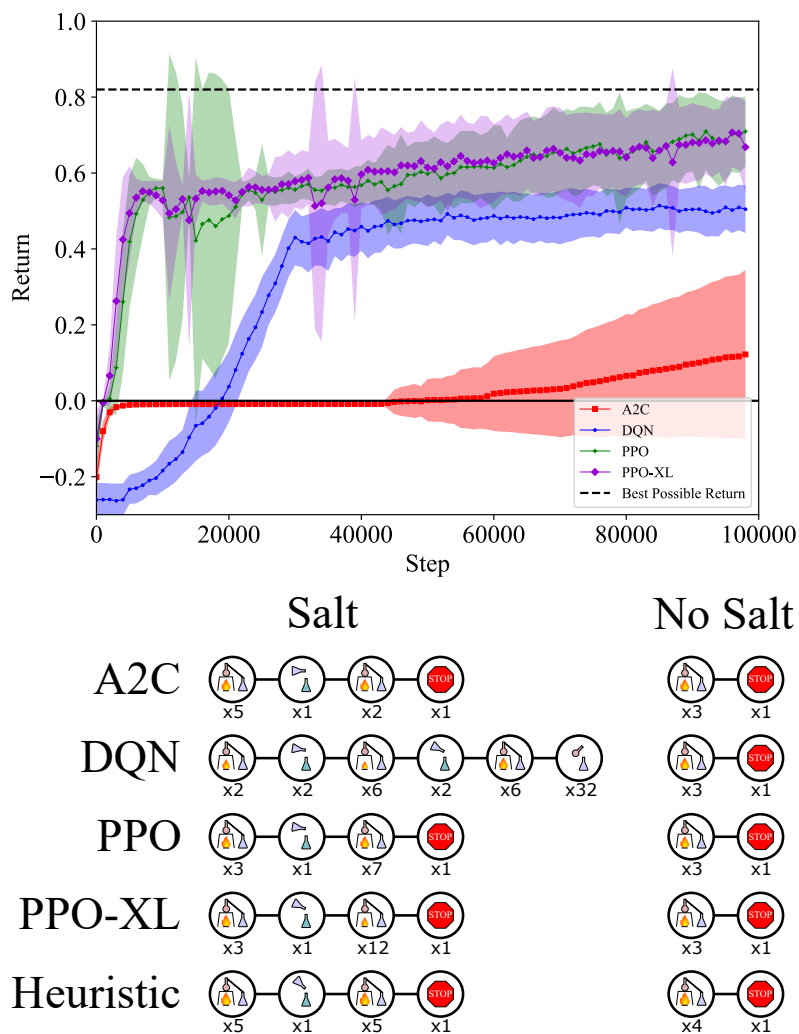 1.0
0.8
0.6
0.4
0.2
0.0
−0.2
Return
0
20000
40000
60000
80000
100000
Step
A2C
DQN
PPO
PPO-XL
Best Possible Return
Salt
No Salt
A2C
STOP
STOP
x5 x1 x2 x1 x3 x1
DQN
STOP
x2 x2 x6 x2 x6 x32 x3 x1
PPO
STOP
STOP
x3 x1 x7 x1 x3 x1
PPO-XL
STOP
STOP
x3 x1 x12 x1 x3 x1
Heuristic
STOP
STOP
x5 x1 x5 x1 x4 x1